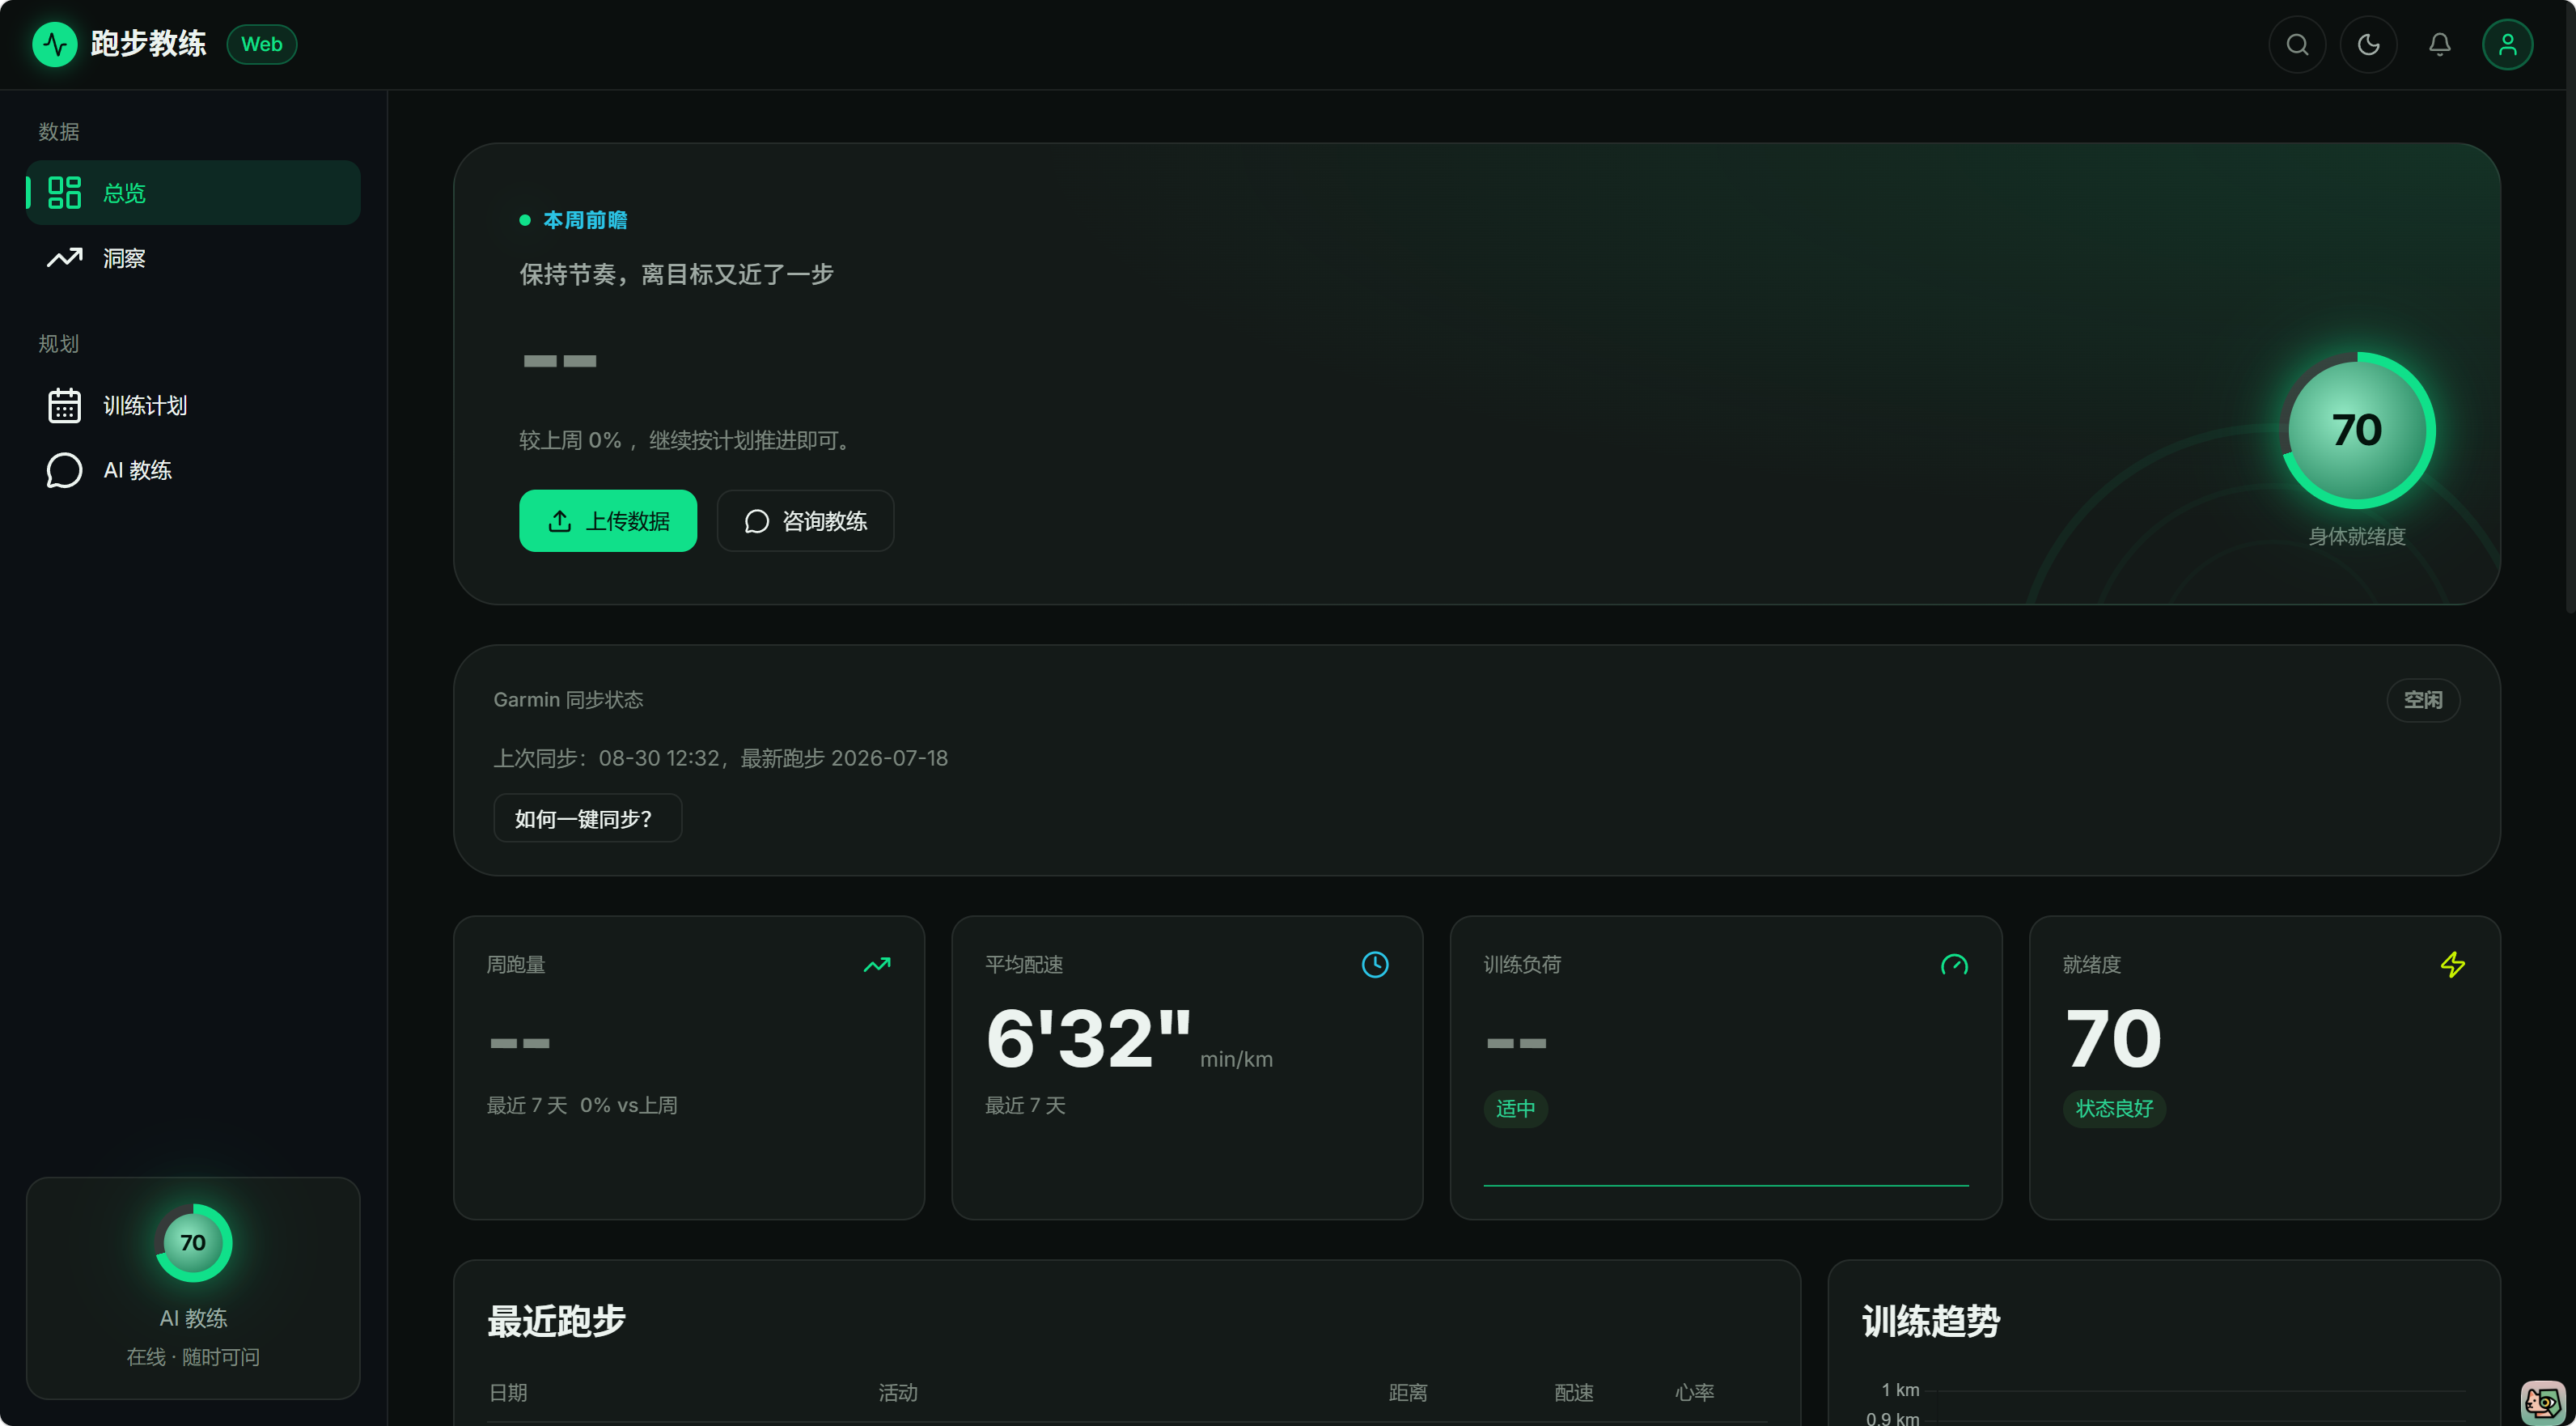 跑步教练
Web
数据
总览
洞察
规划
训练计划
AI 教练
本周前瞻
保持节奏，离目标又近了一步
--
较上周 0% ，继续按计划推进即可。
上传数据
咨询教练
70
身体就绪度
Garmin 同步状态
空闲
上次同步：08-30 12:32，最新跑步 2026-07-18
如何一键同步？
周跑量
--
最近 7 天 0% vs上周
平均配速
6'32" min/km
最近 7 天
训练负荷
--
适中
就绪度
70
状态良好
70
AI 教练
在线 · 随时可问
最近跑步
日期 活动 距离 配速 心率
训练趋势
1 km
0.9 km